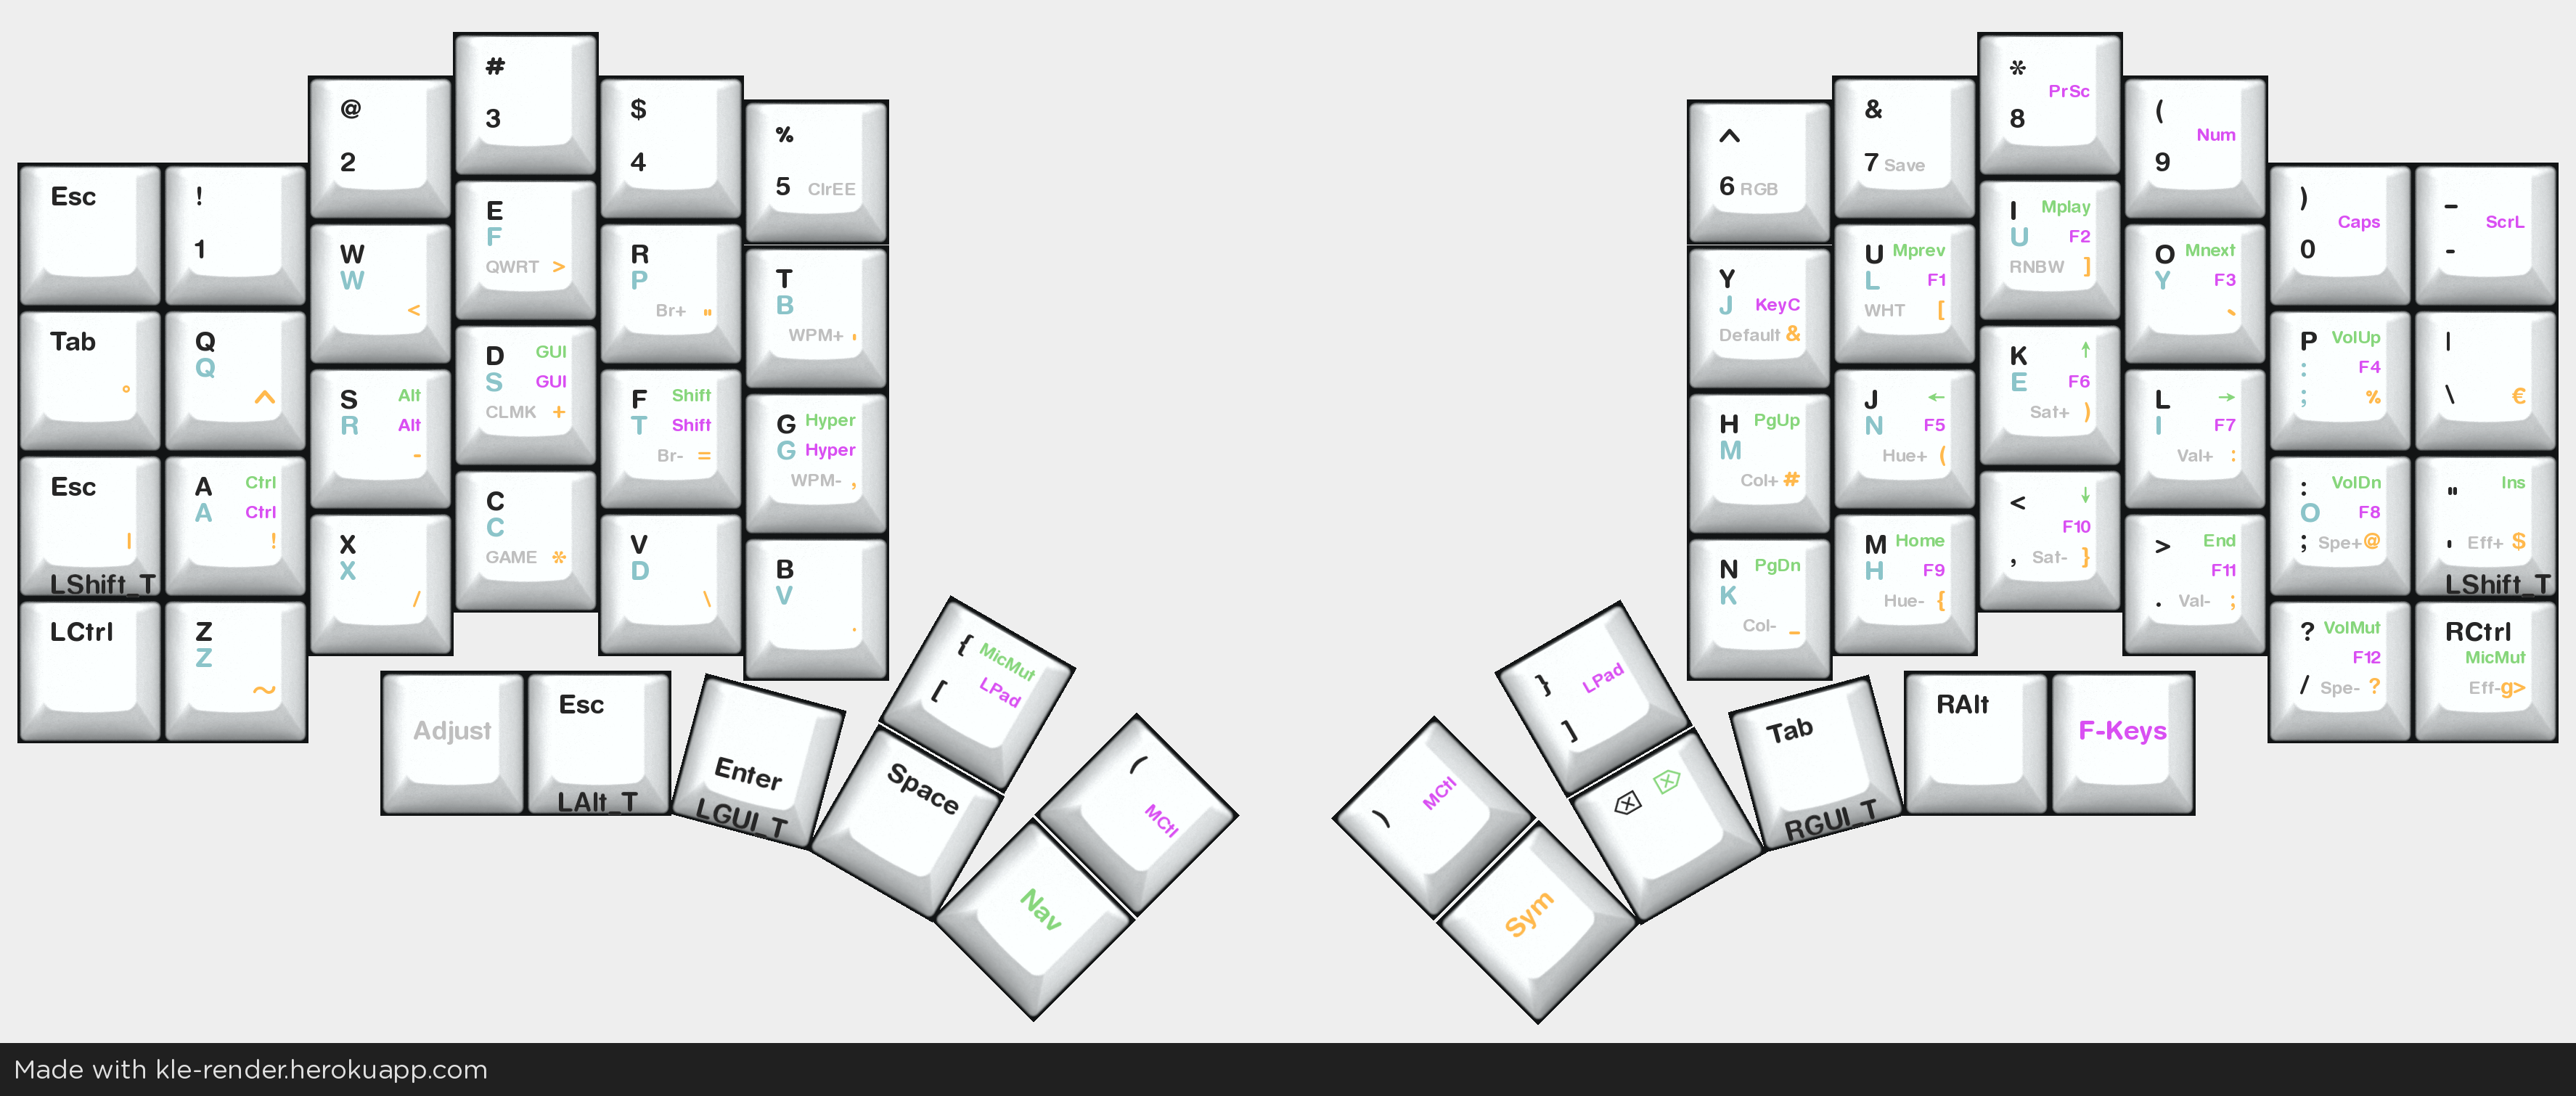 Esc
!
1
@
2
#
3
$
4
%
5 ClrEE
^
6 RGB
&
7 Save
* PrSc
8
( Num
9
) Caps
0
_ ScrL
-
Tab
°
Q
Q
^
W
W
<
E
F
QWRT >
R
P
Br+ "
T
B
WPM+ '
Y
J KeyC
Default &
U Mprev
L F1
WHT [
I Mplay
U F2
RNBW ]
O Mnext
Y F3
`
P VolUp
: F4
; %
|
\ €
Esc
|
LShift_T
A Ctrl
A Ctrl
!
S Alt
R Alt
-
D GUI
S GUI
CLMK +
F Shift
T Shift
Br- =
G Hyper
G Hyper
WPM- ,
H PgUp
M
Col+ #
J ←
N F5
Hue+ (
K ↑
E F6
Sat+ )
L →
I F7
Val+ :
: VolDn
O F8
; Spe+ @
" Ins
' Eff+ $
LShift_T
LCtrl
Z
Z
~
X
X
/
C
C
GAME *
V
D
\
B
V
.
N PgDn
K
Col- _
M Home
H F9
Hue- {
< ↓
F10
, Sat- }
> End
F11
. Val- ;
? VolMut
F12
/ Spe- ?
RCtrl
MicMut
Eff- g>
Adjust
Esc
LAlt_T
Enter
LGUI_T
Space
{ MicMut
[ LPad
( MCtl
Nav
) MCtl
Sym
} LPad
]
⌫ ⌫
Tab
RGUI_T
RAlt
F-Keys
Made with kle-render.herokuapp.com